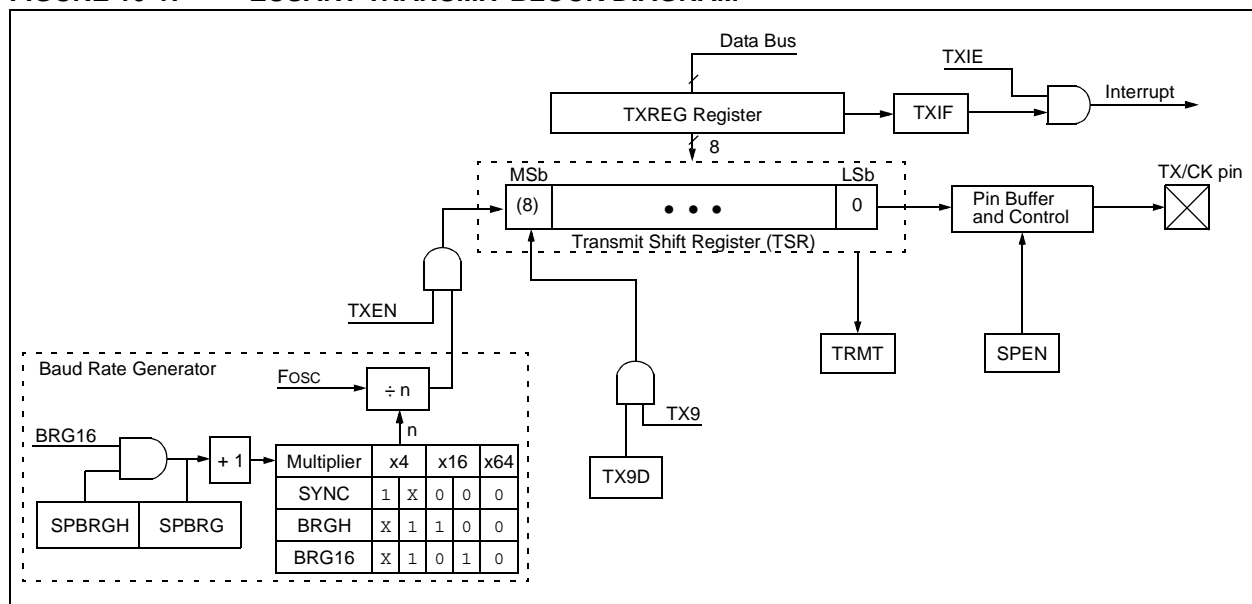 Data Bus
TXIE
Interrupt
TXREG Register
TXIF
8
MSb
LSb
TX/CK pin
(8)
• • •
0
Pin Buffer
and Control
Transmit Shift Register (TSR)
TXEN
TRMT
SPEN
Baud Rate Generator
FOSC
÷ n
TX9
BRG16
n
+ 1
Multiplier x4 x16 x64
TX9D
SYNC 1 X 0 0 0
SPBRGH SPBRG
BRGH X 1 1 0 0
BRG16 X 1 0 1 0